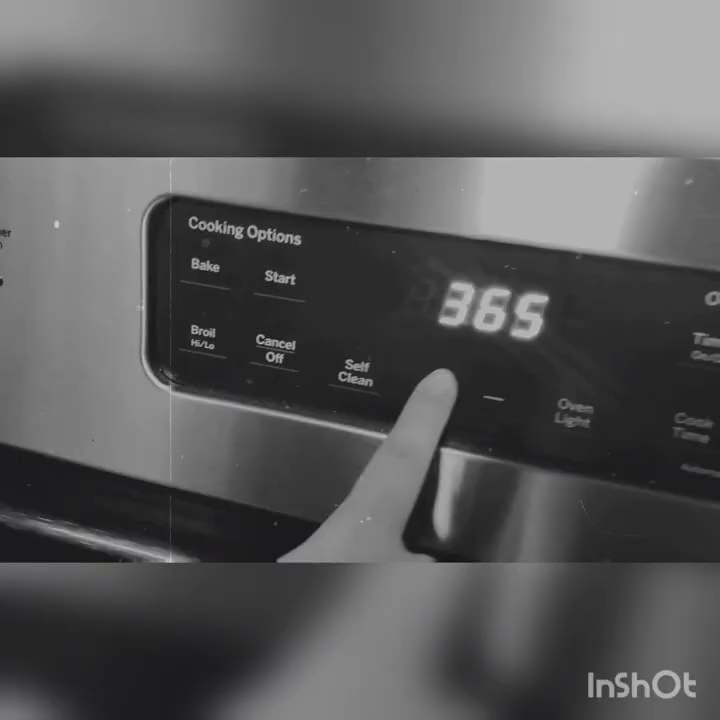 Cooking Options
Bake
Start
365
Broil
Hi/Lo
Cancel
Off
Self
Clean
Oven
Light
Cook
Time
InShOt